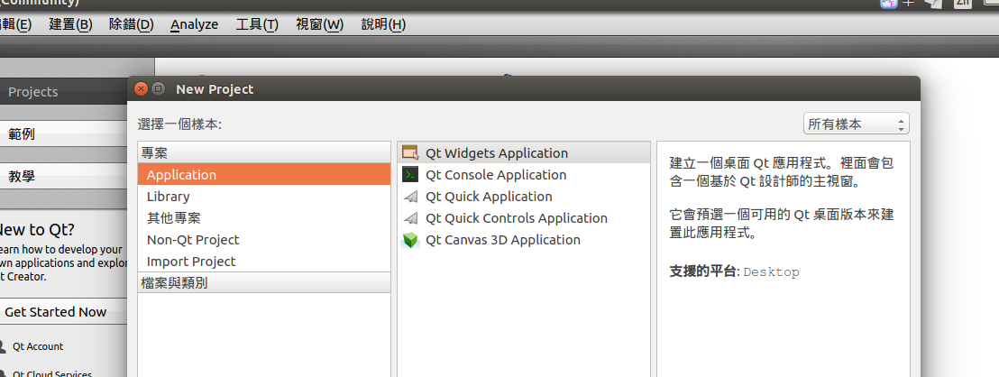 (Community)
Zh
輯(E) 建置(B) 除錯(D) Analyze 工具(T) 視窗(W) 說明(H)
New Project
Projects
範例
教學
New to Qt?
earn how to develop your
wn applications and explo
t Creator.
Get Started Now
Qt Account
Qt Cloud Services
選擇一個樣本:
所有樣本
專案
Application
Library
其他專案
Non-Qt Project
Import Project
檔案與類別
Qt Widgets Application
Qt Console Application
Qt Quick Application
Qt Quick Controls Application
Qt Canvas 3D Application
建立一個桌面 Qt 應用程式。裡面會包
含一個基於 Qt 設計師的主視窗。
它會預選一個可用的 Qt 桌面版本來建
置此應用程式。
支援的平台: Desktop